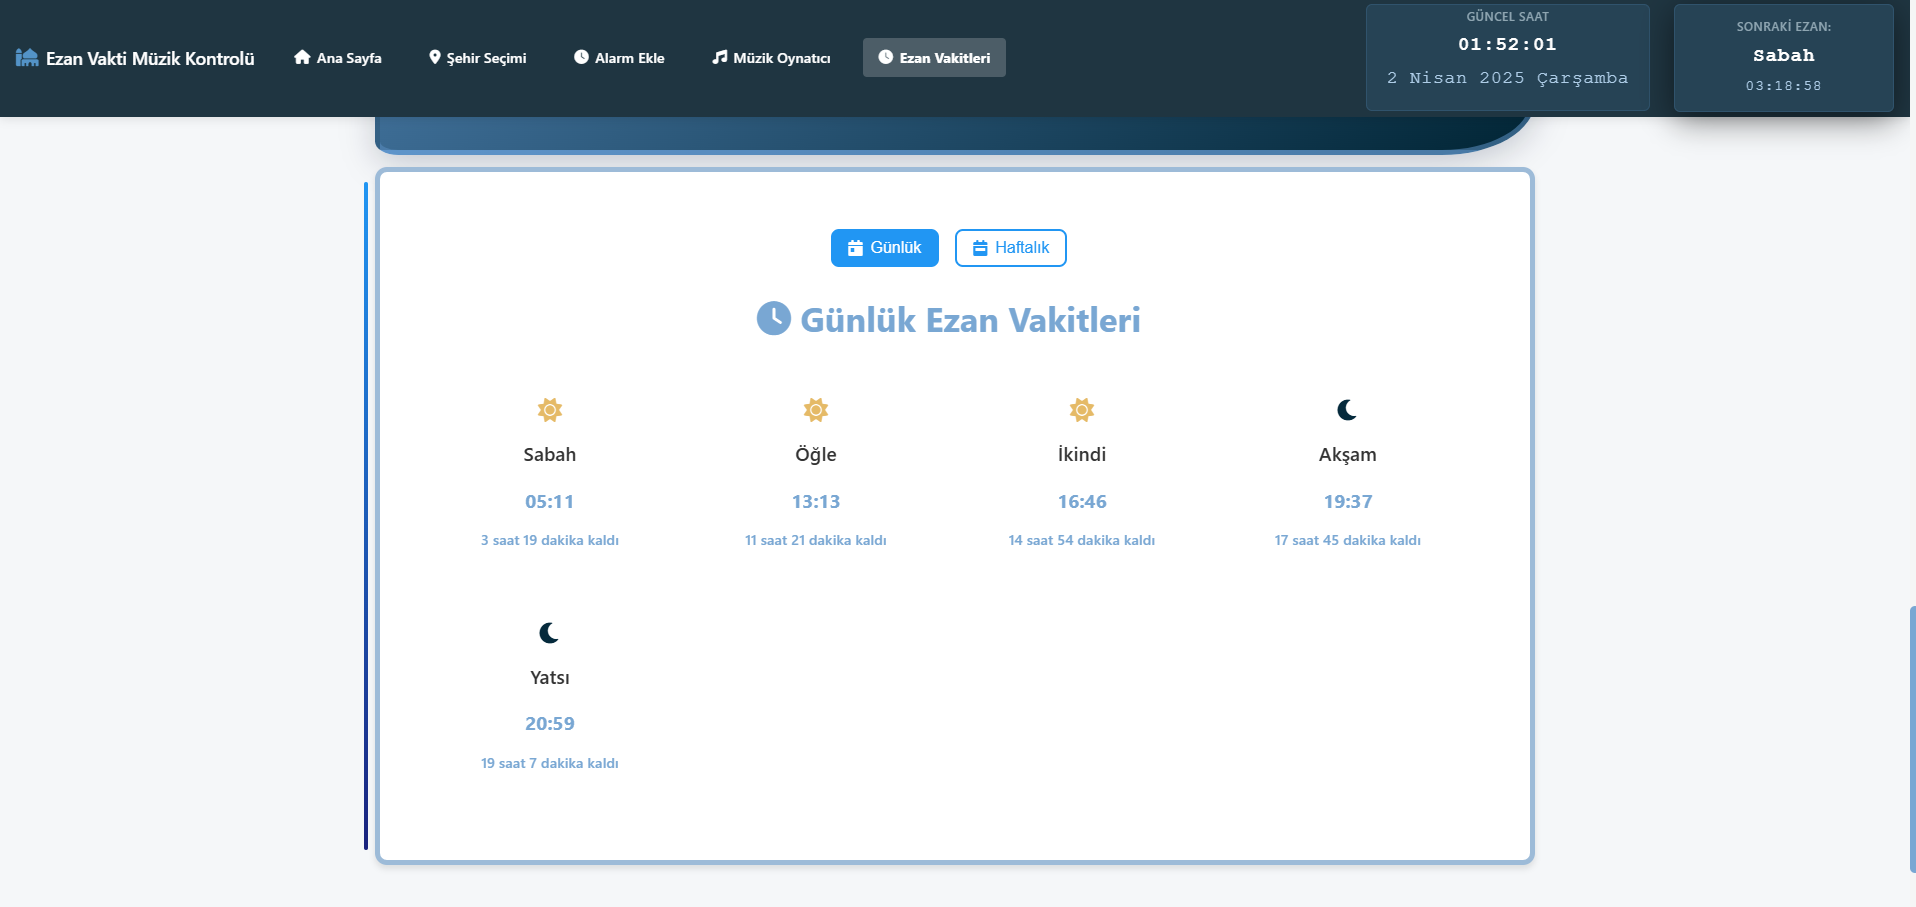 Ezan Vakti Müzik Kontrolü
Ana Sayfa
Şehir Seçimi
Alarm Ekle
Müzik Oynatıcı
Ezan Vakitleri
GÜNCEL SAAT
01:52:01
2 Nisan 2025 Çarşamba
SONRAKİ EZAN:
Sabah
03:18:58
Günlük
Haftalık
Günlük Ezan Vakitleri
Sabah
05:11
3 saat 19 dakika kaldı
Öğle
13:13
11 saat 21 dakika kaldı
İkindi
16:46
14 saat 54 dakika kaldı
Akşam
19:37
17 saat 45 dakika kaldı
Yatsı
20:59
19 saat 7 dakika kaldı